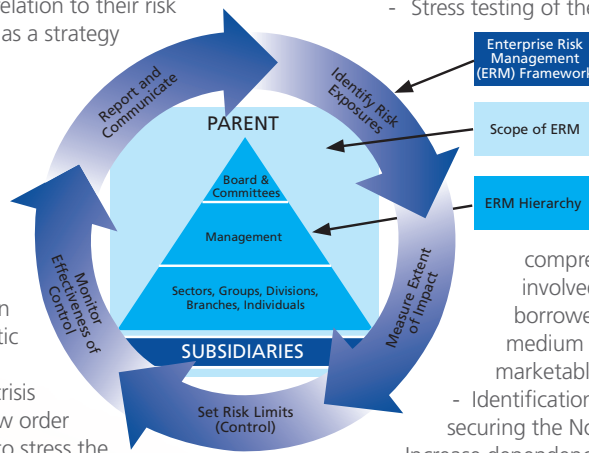 relation to their risk
as a strategy
- Stress testing of the
Enterprise Risk
Management
(ERM) Framework
Scope of ERM
ERM Hierarchy
Report and
Communicate
Identify Risk
Exposures
Measure Extent
of Impact
Set Risk Limits
(Control)
Monitor
Effectiveness of
Control
PARENT
Board &
Committees
Management
Sectors, Groups, Divisions,
Branches, Individuals
SUBSIDIARIES
tic
crisis
order
to stress the
compre
involved
borrowe
medium
marketabl
- Identification
securing the No
Increase dependen